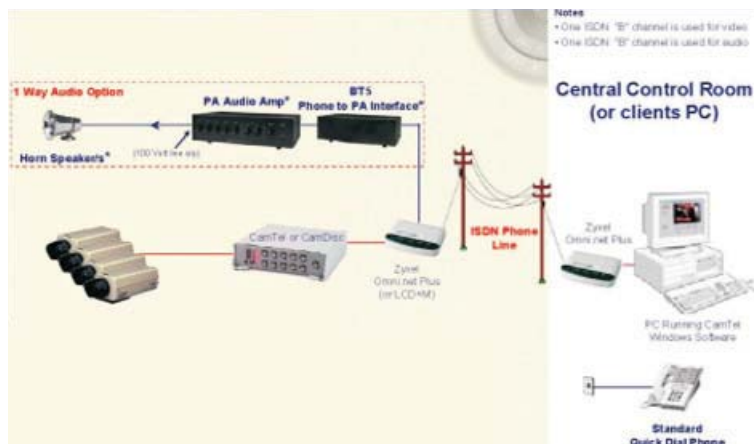 Notes
• One ISDN "B" channel is used for video
• One ISDN "B" channel is used for audio
Central Control Room
(or clients PC)
1 Way Audio Option
PA Audio Amp*
BT5
Phone to PA Interface*
Horn Speaker/s*
(100 Volt line o/p)
CamTel or CamDisc
Zyxel
Omni.net Plus
(or LCD+M)
ISDN Phone
Line
Zyxel
Omni.net Plus
PC Running CamTel
Windows Software
Standard
Quick Dial Phone